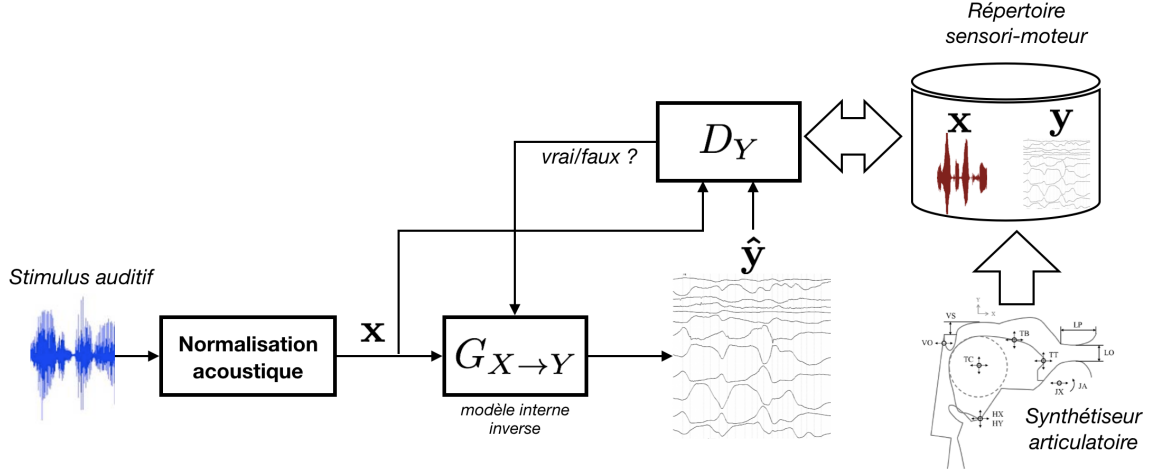 Répertoire
sensori-moteur
x
y
D_Y
vrai/faux ?
ŷ
Stimulus auditif
Normalisation
acoustique
x
G_{X→Y}
modèle interne
inverse
Y
X
VS
LP
VO
TB
TT
LO
TC
JX
JA
HX
HY
Synthétiseur
articulatoire